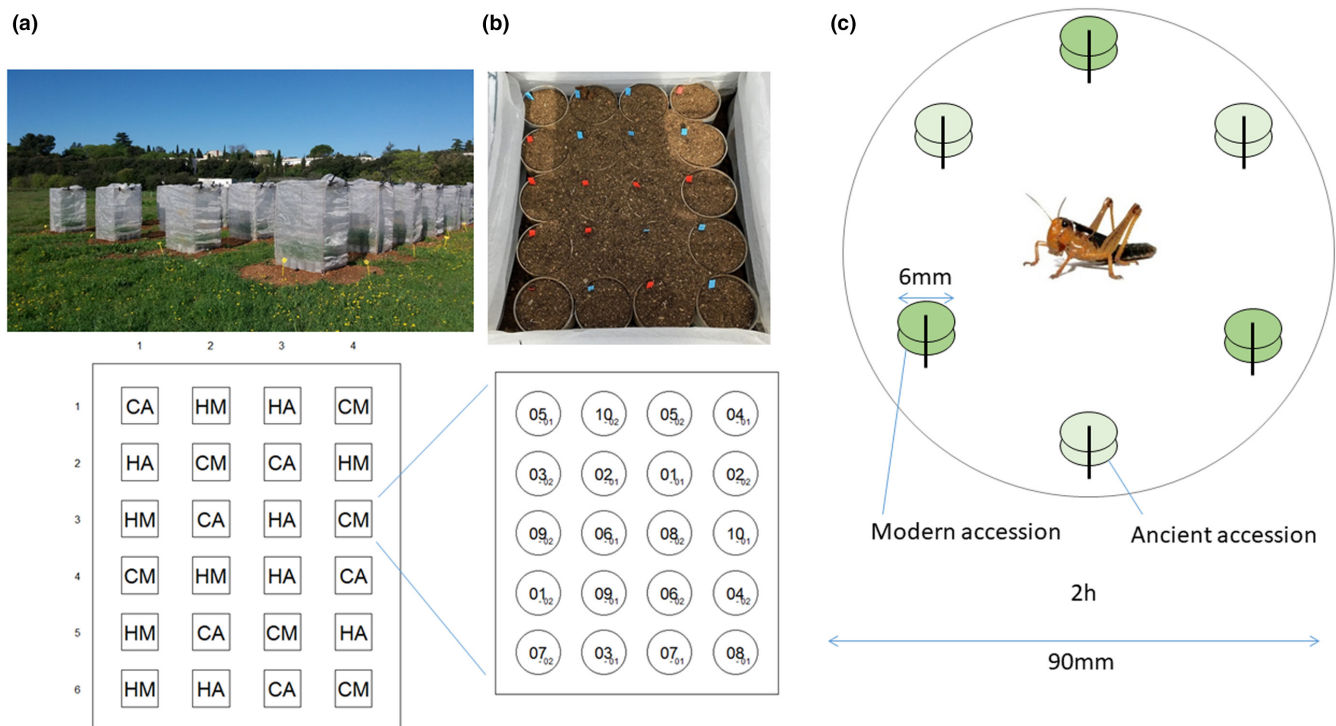 (a)
1 2 3 4
1 CA HM HA CM
2 HA CM CA HM
3 HM CA HA CM
4 CM HM HA CA
5 HM CA CM HA
6 HM HA CA CM
(b)
05-01 10-02 05-02 04-01
03-02 02-01 01-01 02-02
09-02 06-01 08-02 10-01
01-02 09-01 06-02 04-02
07-02 03-01 07-01 08-01
(c)
6mm
Modern accession
Ancient accession
2h
90mm